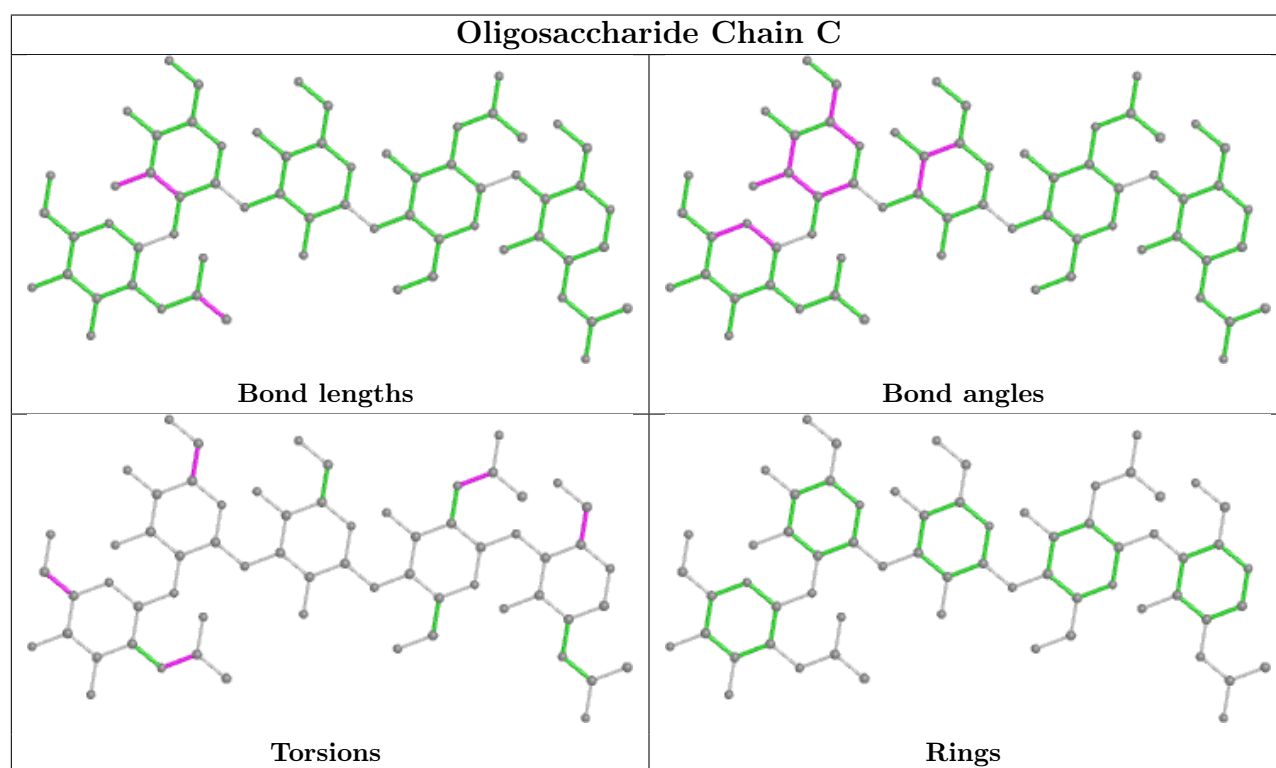 Oligosaccharide Chain C
Bond lengths
Bond angles
Torsions
Rings